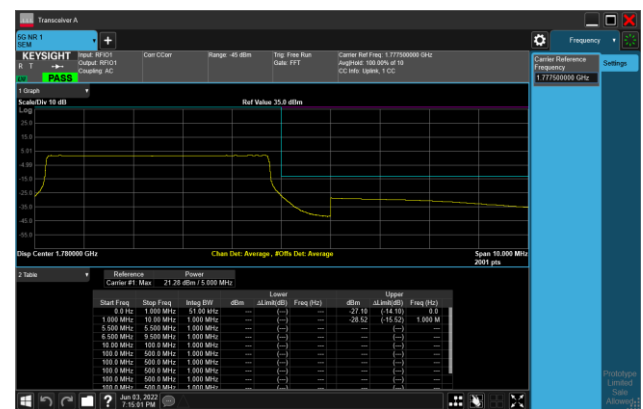 Transceiver A
5G NR 1
SEM
Frequency
KEYSIGHT
R T
PASS
Input: RFIO1
Output: RFIO1
Coupling: AC
Corr CCorr
Range: -45 dBm
Trig: Free Run
Gate: FFT
Carrier Ref Freq: 1.777500000 GHz
Avg|Hold: 100.00% of 10
CC Info: Uplink, 1 CC
Carrier Reference
Frequency
1.777500000 GHz
Settings
1 Graph
Scale/Div 10 dB
Ref Value 35.0 dBm
Log
25.0
15.0
5.01
-4.99
-15.0
-25.0
-35.0
-45.0
-55.0
Disp Center 1.780000 GHz
Chan Det: Average, #Offs Det: Average
Span 10.000 MHz
2001 pts
2 Table
Reference Power
Carrier #1: Max 21.28 dBm / 5.000 MHz
Lower Upper
Start Freq Stop Freq Integ BW dBm ΔLimit(dB) Freq (Hz) dBm ΔLimit(dB) Freq (Hz)
0.0 Hz 1.000 MHz 51.00 kHz --- (---) --- -27.10 (-14.10) 0.0
1.000 MHz 10.00 MHz 1.000 MHz --- (---) --- -28.52 (-15.52) 1.000 M
5.500 MHz 5.500 MHz 1.000 MHz --- (---) --- --- (---) ---
6.500 MHz 9.500 MHz 1.000 MHz --- (---) --- --- (---) ---
10.00 MHz 100.0 MHz 1.000 MHz --- (---) --- --- (---) ---
100.0 MHz 500.0 MHz 1.000 MHz --- (---) --- --- (---) ---
100.0 MHz 500.0 MHz 1.000 MHz --- (---) --- --- (---) ---
100.0 MHz 500.0 MHz 1.000 MHz --- (---) --- --- (---) ---
100.0 MHz 500.0 MHz 1.000 MHz --- (---) --- --- (---) ---
Prototype
Limited
Sale
Allowed
Jun 03, 2022
7:15:01 PM